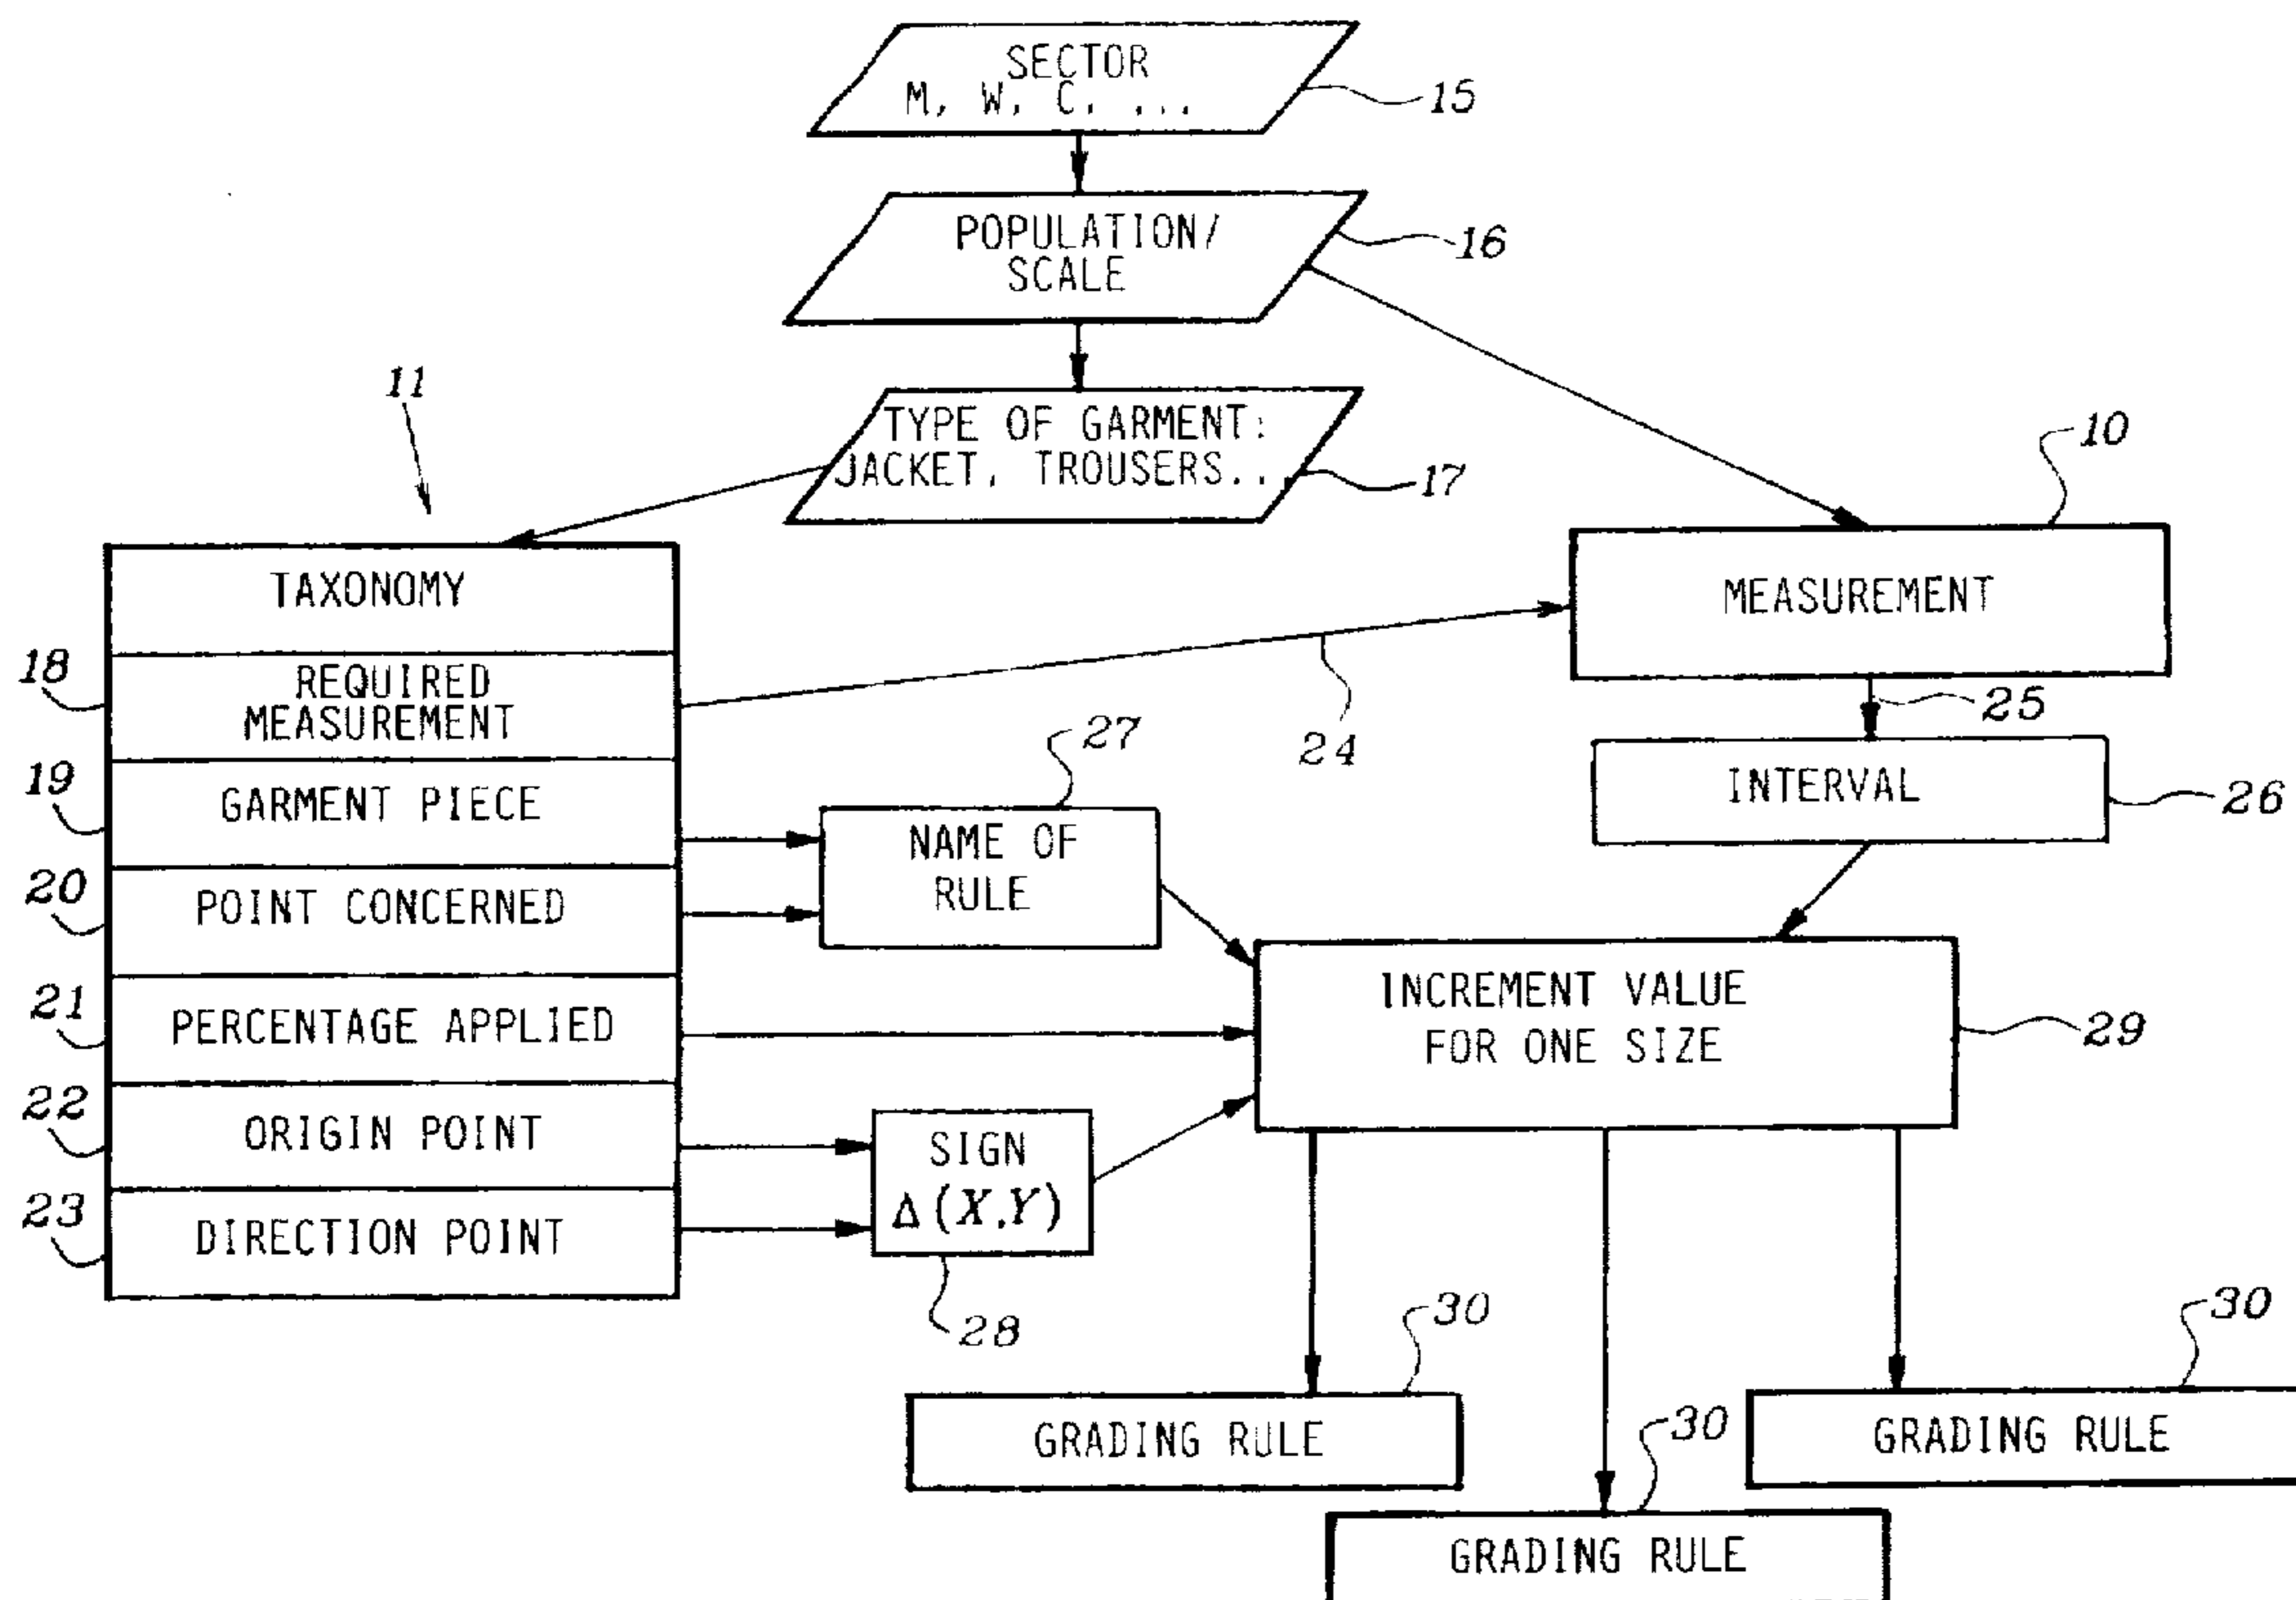 SECTOR
M, W, C, ...
15
POPULATION/
SCALE
16
TYPE OF GARMENT:
JACKET, TROUSERS...
17
11
10
TAXONOMY
MEASUREMENT
18
REQUIRED
MEASUREMENT
24
25
19
GARMENT PIECE
27
NAME OF
RULE
INTERVAL
26
20
POINT CONCERNED
21
PERCENTAGE APPLIED
INCREMENT VALUE
FOR ONE SIZE
29
22
ORIGIN POINT
SIGN
Δ(X,Y)
28
23
DIRECTION POINT
30
GRADING RULE
30
GRADING RULE
30
GRADING RULE